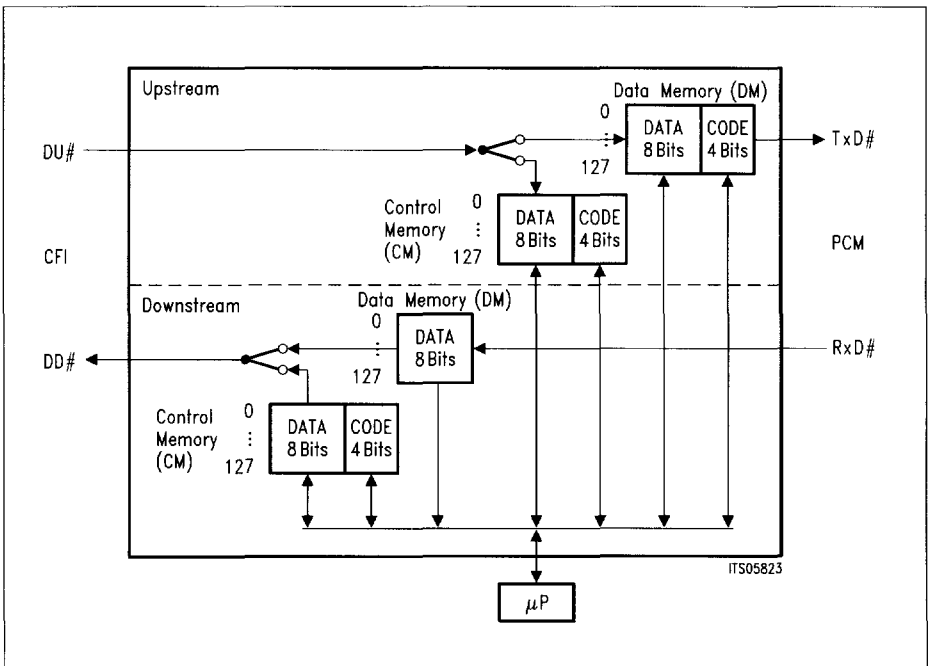 Upstream
Data Memory (DM)
0
⋮
127
DATA
8 Bits
CODE
4 Bits
DU#
TxD#
Control
Memory
(CM)
0
⋮
127
DATA
8 Bits
CODE
4 Bits
CFI
PCM
Downstream
Data Memory (DM)
0
⋮
127
DATA
8 Bits
DD#
RxD#
Control
Memory
(CM)
0
⋮
127
DATA
8 Bits
CODE
4 Bits
ITS05823
μP